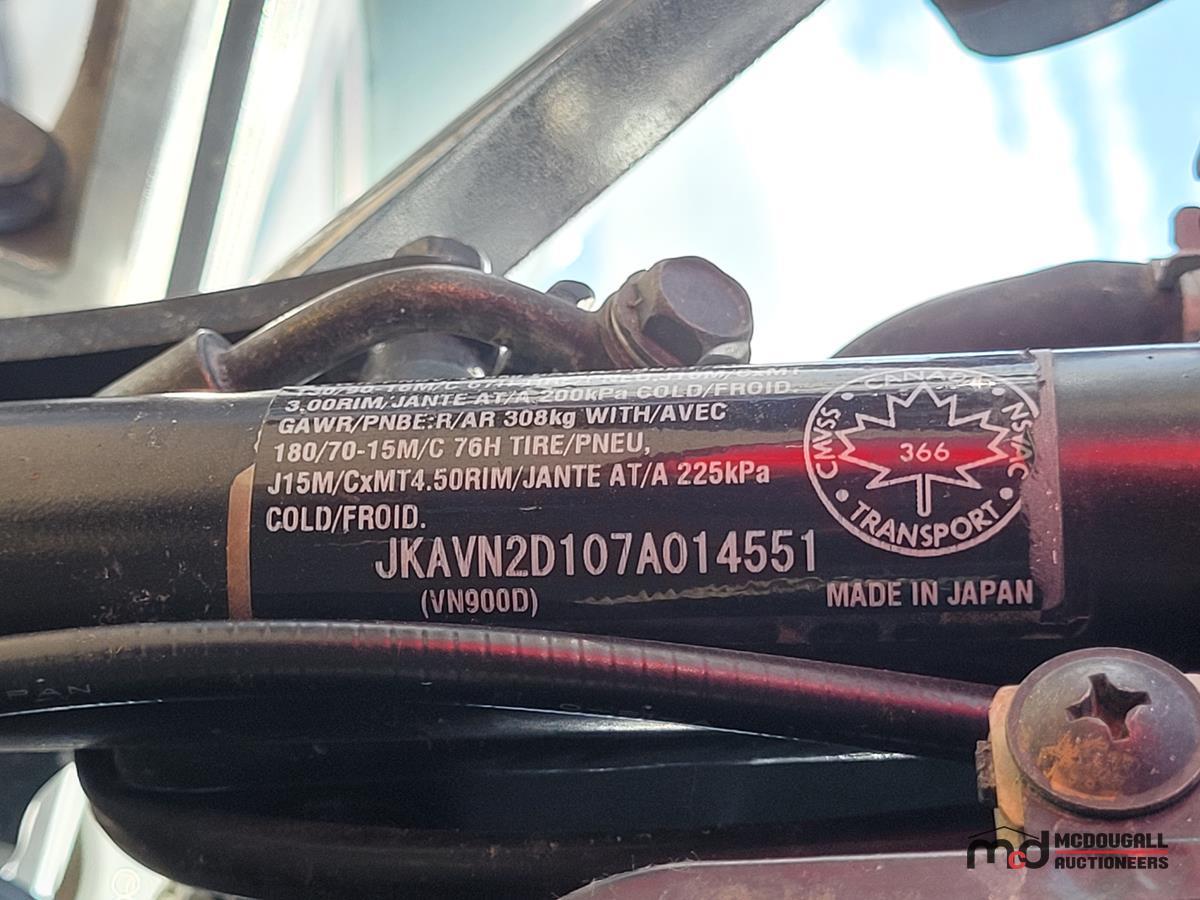 3.00RIM/JANTE AT/A 200kPa COLD/FROID.
GAWR/PNBE:R/AR 308kg WITH/AVEC
180/70-15M/C 76H TIRE/PNEU,
J15M/CxMT4.50RIM/JANTE AT/A 225kPa
COLD/FROID.
JKAVN2D107A014551
(VN900D)
MADE IN JAPAN
CANADA
CMVSS
366
NSVAC
TRANSPORT
PAN
mcd MCDOUGALL
AUCTIONEERS